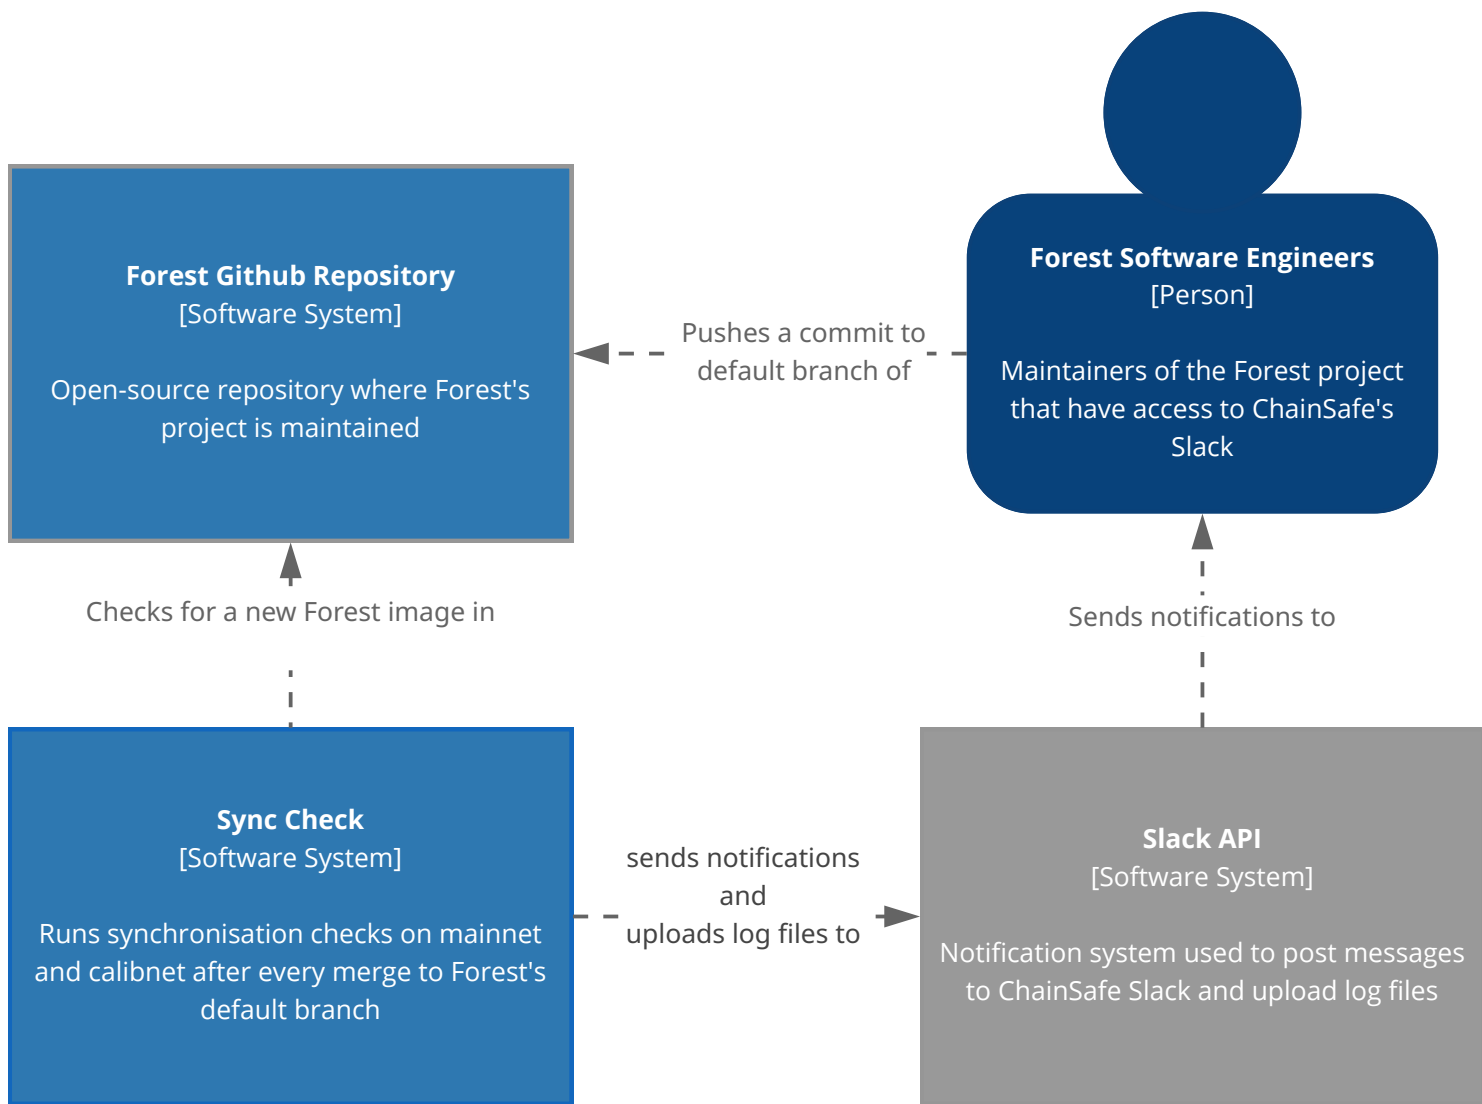 Forest Github Repository
[Software System]
Open-source repository where Forest's
project is maintained
Pushes a commit to
default branch of
Forest Software Engineers
[Person]
Maintainers of the Forest project
that have access to ChainSafe's
Slack
Checks for a new Forest image in
Sends notifications to
Sync Check
[Software System]
Runs synchronisation checks on mainnet
and calibnet after every merge to Forest's
default branch
sends notifications
and
uploads log files to
Slack API
[Software System]
Notification system used to post messages
to ChainSafe Slack and upload log files